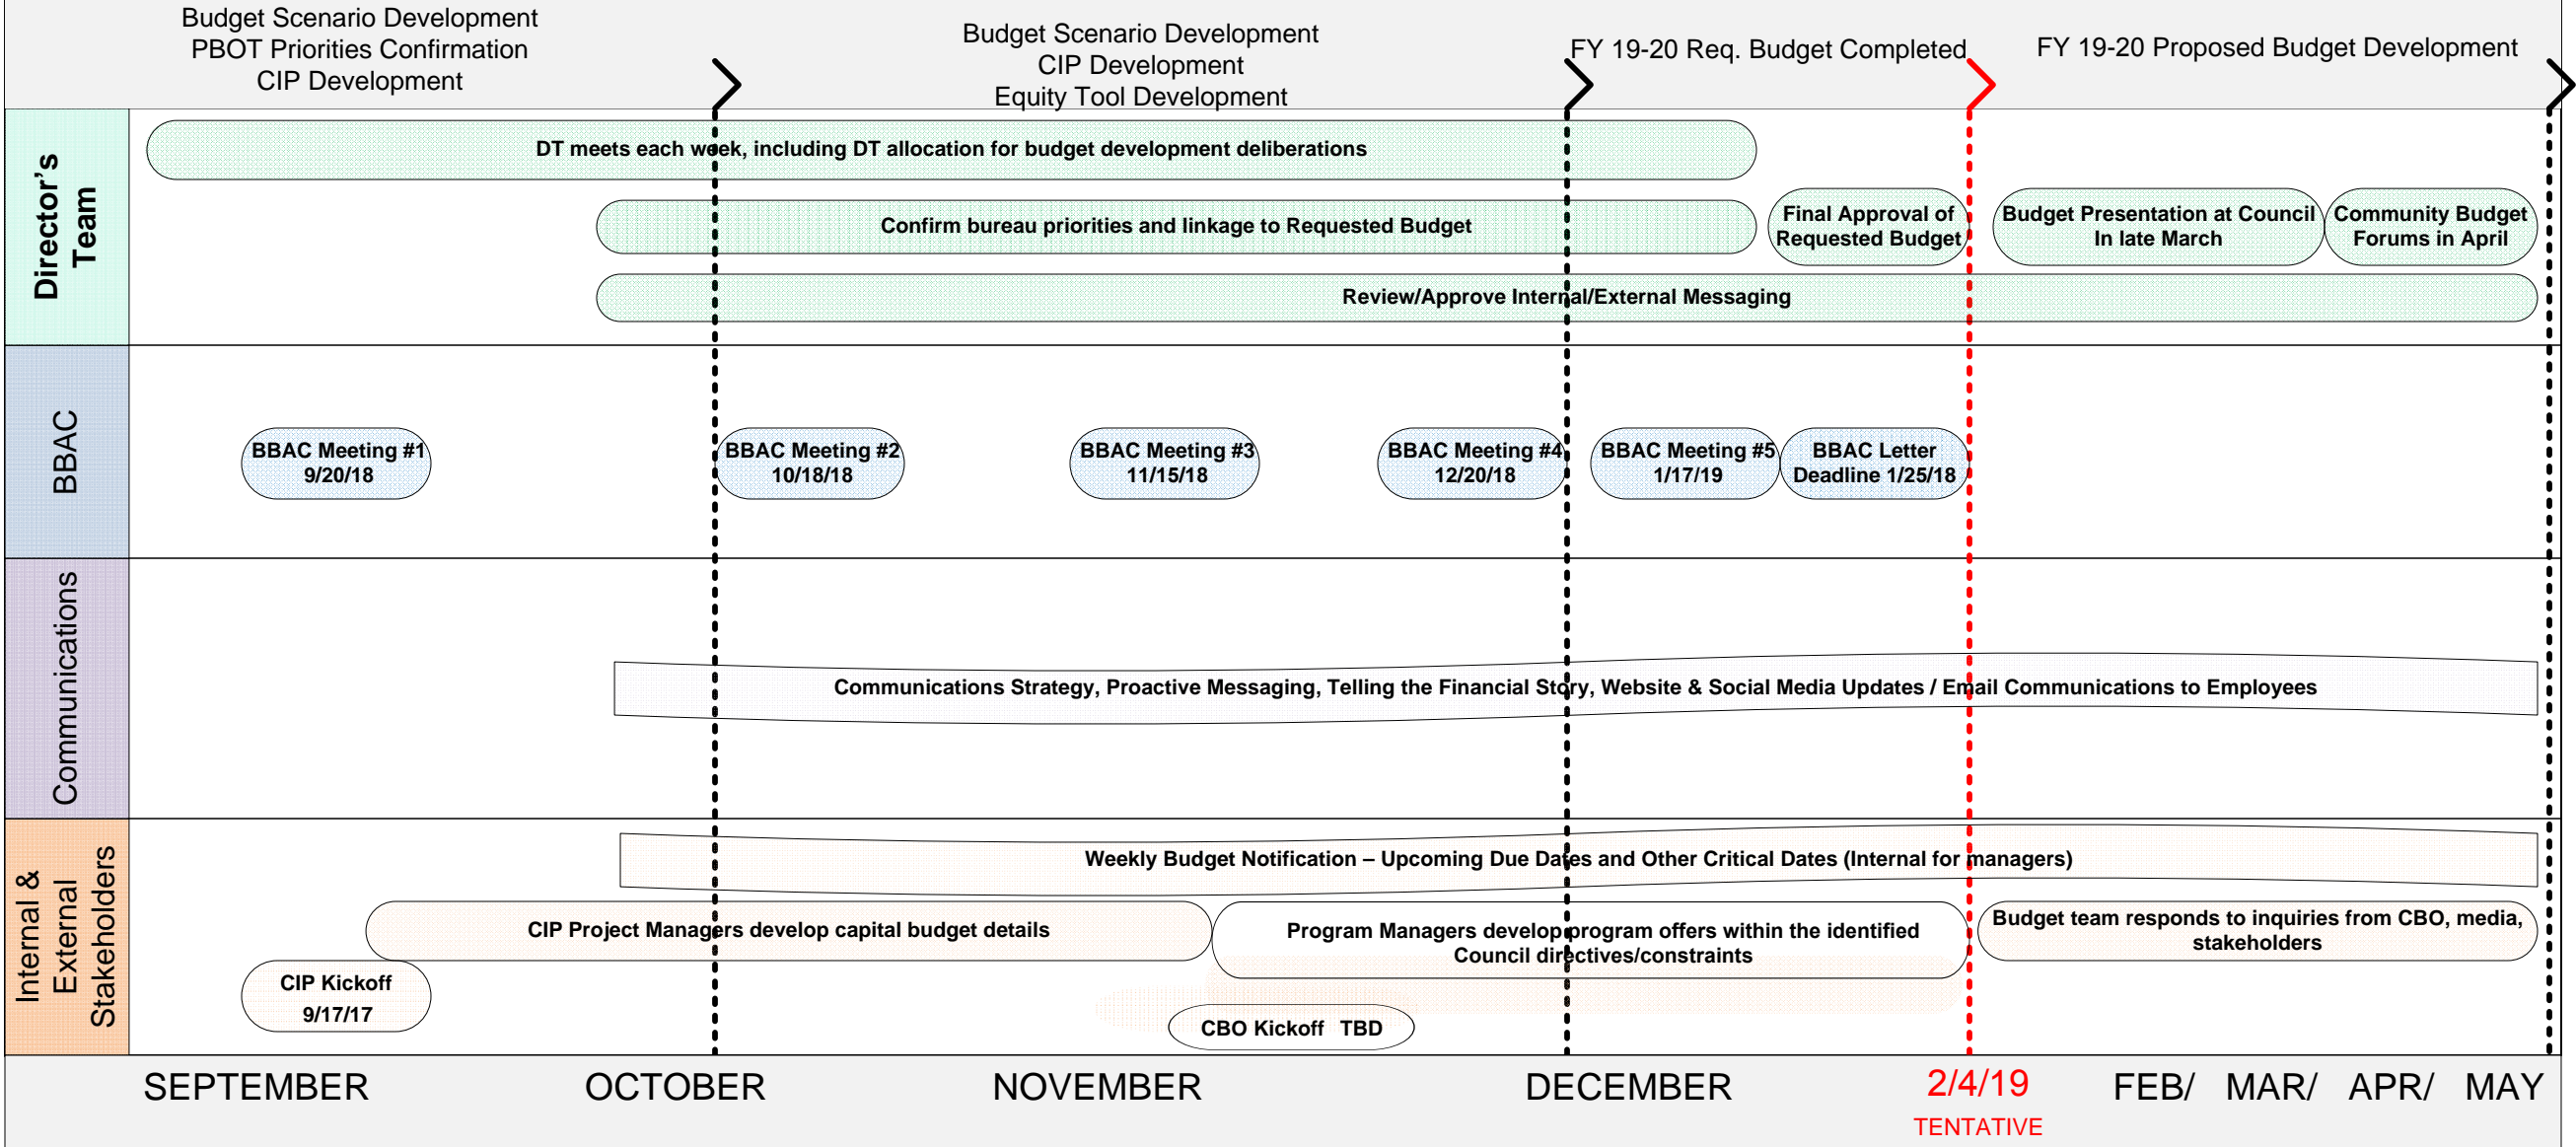 Budget Scenario Development
PBOT Priorities Confirmation
CIP Development
Budget Scenario Development
CIP Development
Equity Tool Development
FY 19-20 Req. Budget Completed
FY 19-20 Proposed Budget Development
Director's
Team
DT meets each week, including DT allocation for budget development deliberations
Confirm bureau priorities and linkage to Requested Budget
Final Approval of
Requested Budget
Budget Presentation at Council
In late March
Community Budget
Forums in April
Review/Approve Internal/External Messaging
BBAC
BBAC Meeting #1
9/20/18
BBAC Meeting #2
10/18/18
BBAC Meeting #3
11/15/18
BBAC Meeting #4
12/20/18
BBAC Meeting #5
1/17/19
BBAC Letter
Deadline 1/25/18
Communications
Communications Strategy, Proactive Messaging, Telling the Financial Story, Website & Social Media Updates / Email Communications to Employees
Internal &
External
Stakeholders
Weekly Budget Notification – Upcoming Due Dates and Other Critical Dates (Internal for managers)
CIP Project Managers develop capital budget details
Program Managers develop program offers within the identified
Council directives/constraints
Budget team responds to inquiries from CBO, media,
stakeholders
CIP Kickoff
9/17/17
CBO Kickoff TBD
SEPTEMBER
OCTOBER
NOVEMBER
DECEMBER
2/4/19
TENTATIVE
FEB/ MAR/ APR/ MAY